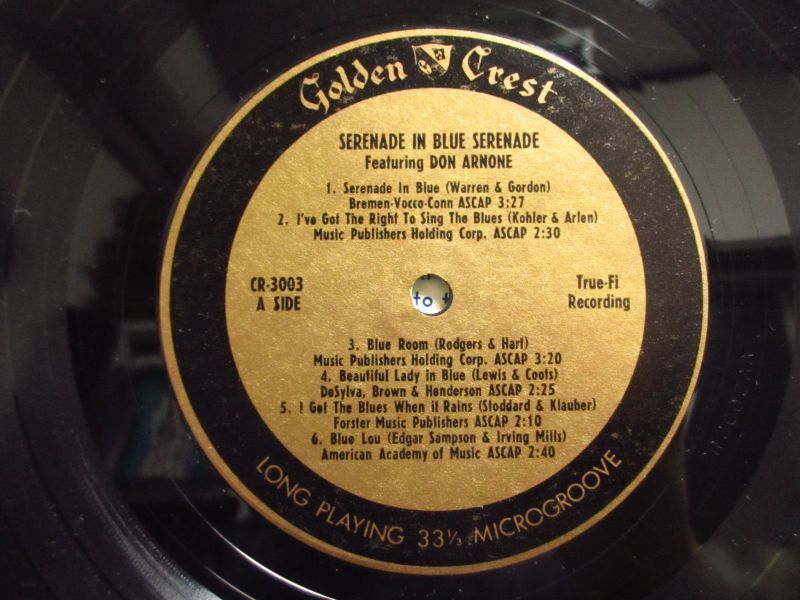 Golden Crest
SERENADE IN BLUE SERENADE
Featuring DON ARNONE
1. Serenade In Blue (Warren & Gordon)
Bremen-Vocco-Conn ASCAP 3:27
2. I've Got The Right To Sing The Blues (Kohler & Arlen)
Music Publishers Holding Corp. ASCAP 2:30
CR-3003
A SIDE
to t
True-Fi
Recording
3. Blue Room (Rodgers & Hart)
Music Publishers Holding Corp. ASCAP 3:20
4. Beautiful Lady in Blue (Lewis & Coots)
DeSylva, Brown & Henderson ASCAP 2:25
5. I Get The Blues When it Rains (Stoddard & Klauber)
Forster Music Publishers ASCAP 2:10
6. Blue Lou (Edgar Sampson & Irving Mills)
American Academy of Music ASCAP 2:40
LONG PLAYING 33⅓ MICROGROOVE